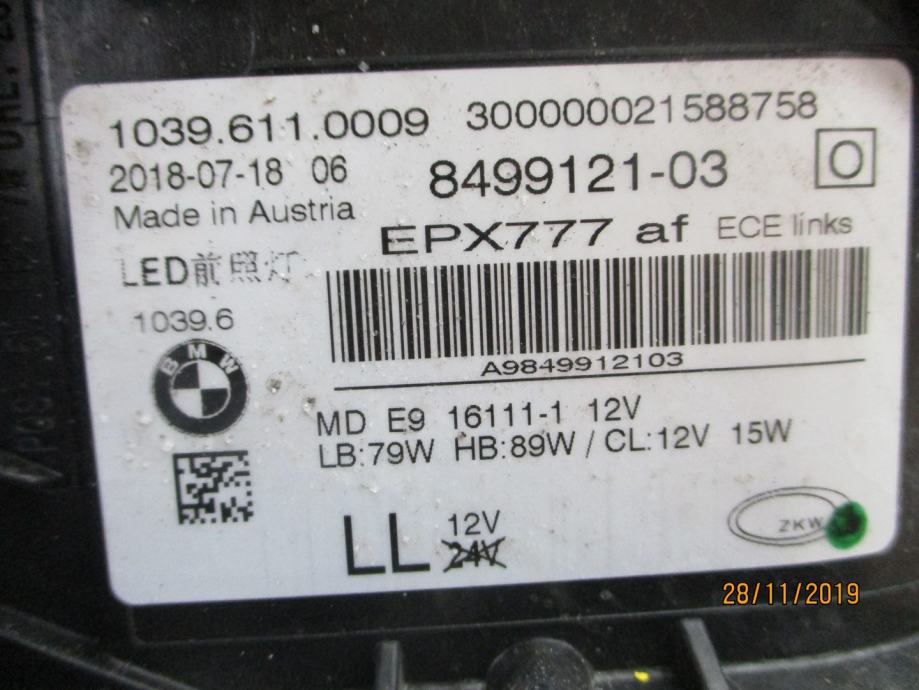 1039.611.0009 300000021588758
2018-07-18 06 8499121-03 O
Made in Austria
EPX777 af ECE links
LED前照灯
1039.6
BMW
A9849912103
MD E9 16111-1 12V
LB:79W HB:89W / CL:12V 15W
LL 12V
24V
ZKW
28/11/2019